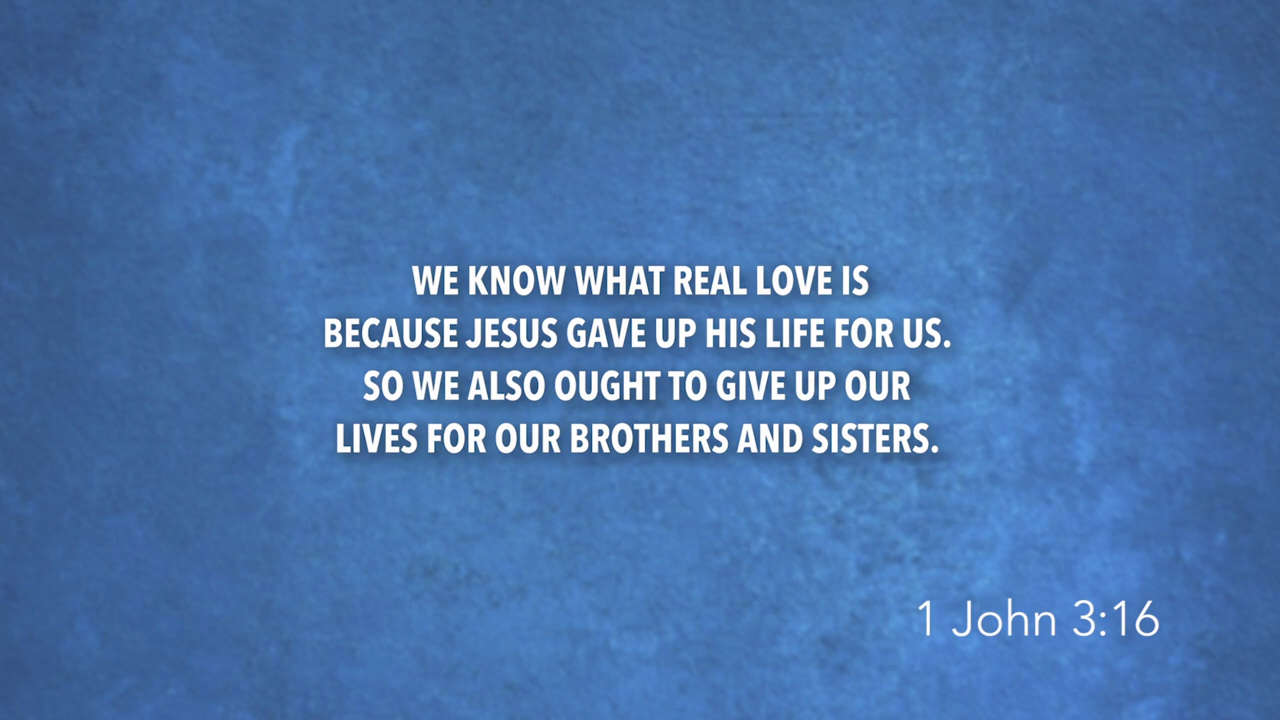 WE KNOW WHAT REAL LOVE IS
BECAUSE JESUS GAVE UP HIS LIFE FOR US.
SO WE ALSO OUGHT TO GIVE UP OUR
LIVES FOR OUR BROTHERS AND SISTERS.
1 John 3:16